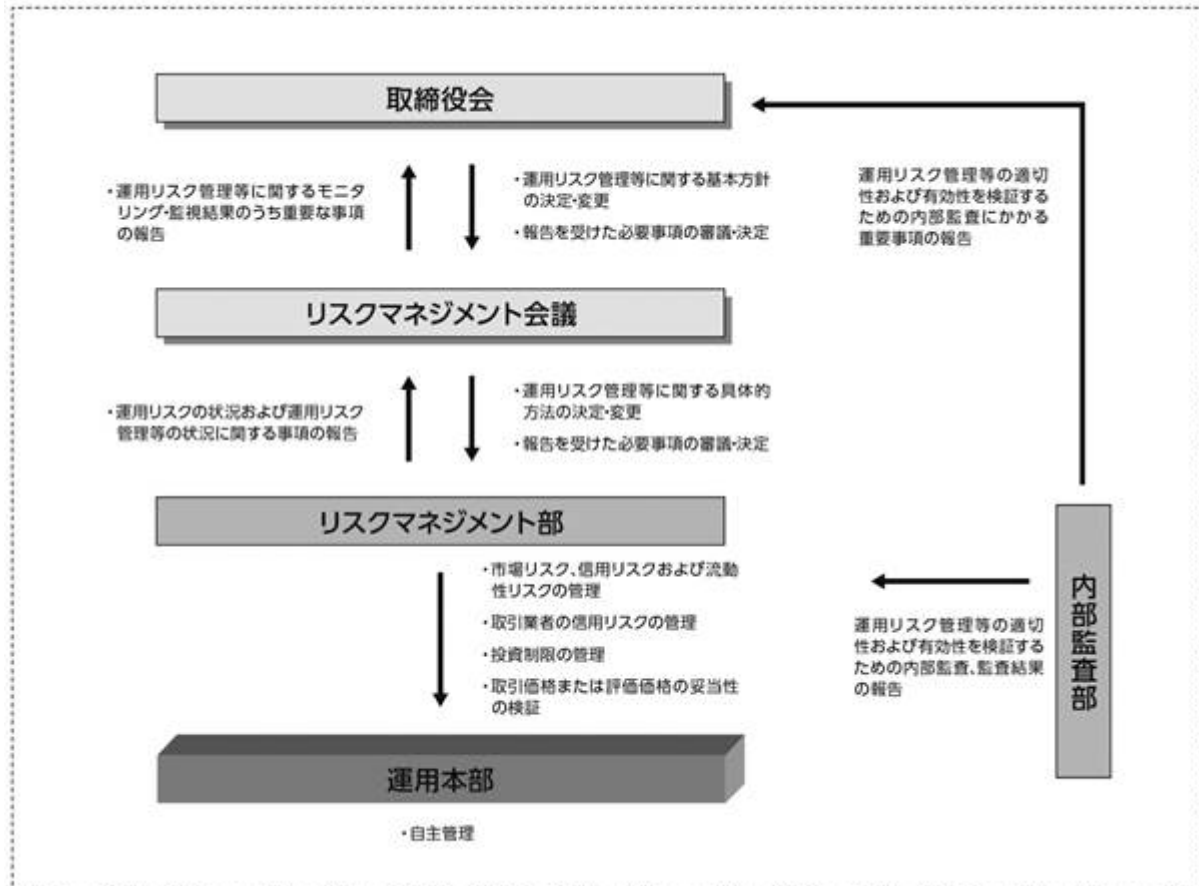 取締役会
・運用リスク管理等に関するモニタ
リング・監視結果のうち重要な事項
の報告
・運用リスク管理等に関する基本方針
の決定・変更
・報告を受けた必要事項の審議・決定
運用リスク管理等の適切
性および有効性を検証する
ための内部監査にかかる
重要事項の報告
リスクマネジメント会議
・運用リスクの状況および運用リスク
管理等の状況に関する事項の報告
・運用リスク管理等に関する具体的
方法の決定・変更
・報告を受けた必要事項の審議・決定
リスクマネジメント部
・市場リスク、信用リスクおよび流動
性リスクの管理
・取引業者の信用リスクの管理
・投資制限の管理
・取引価格または評価価格の妥当性
の検証
運用リスク管理等の適切
性および有効性を検証する
ための内部監査、監査結果
の報告
内部監査部
運用本部
・自主管理